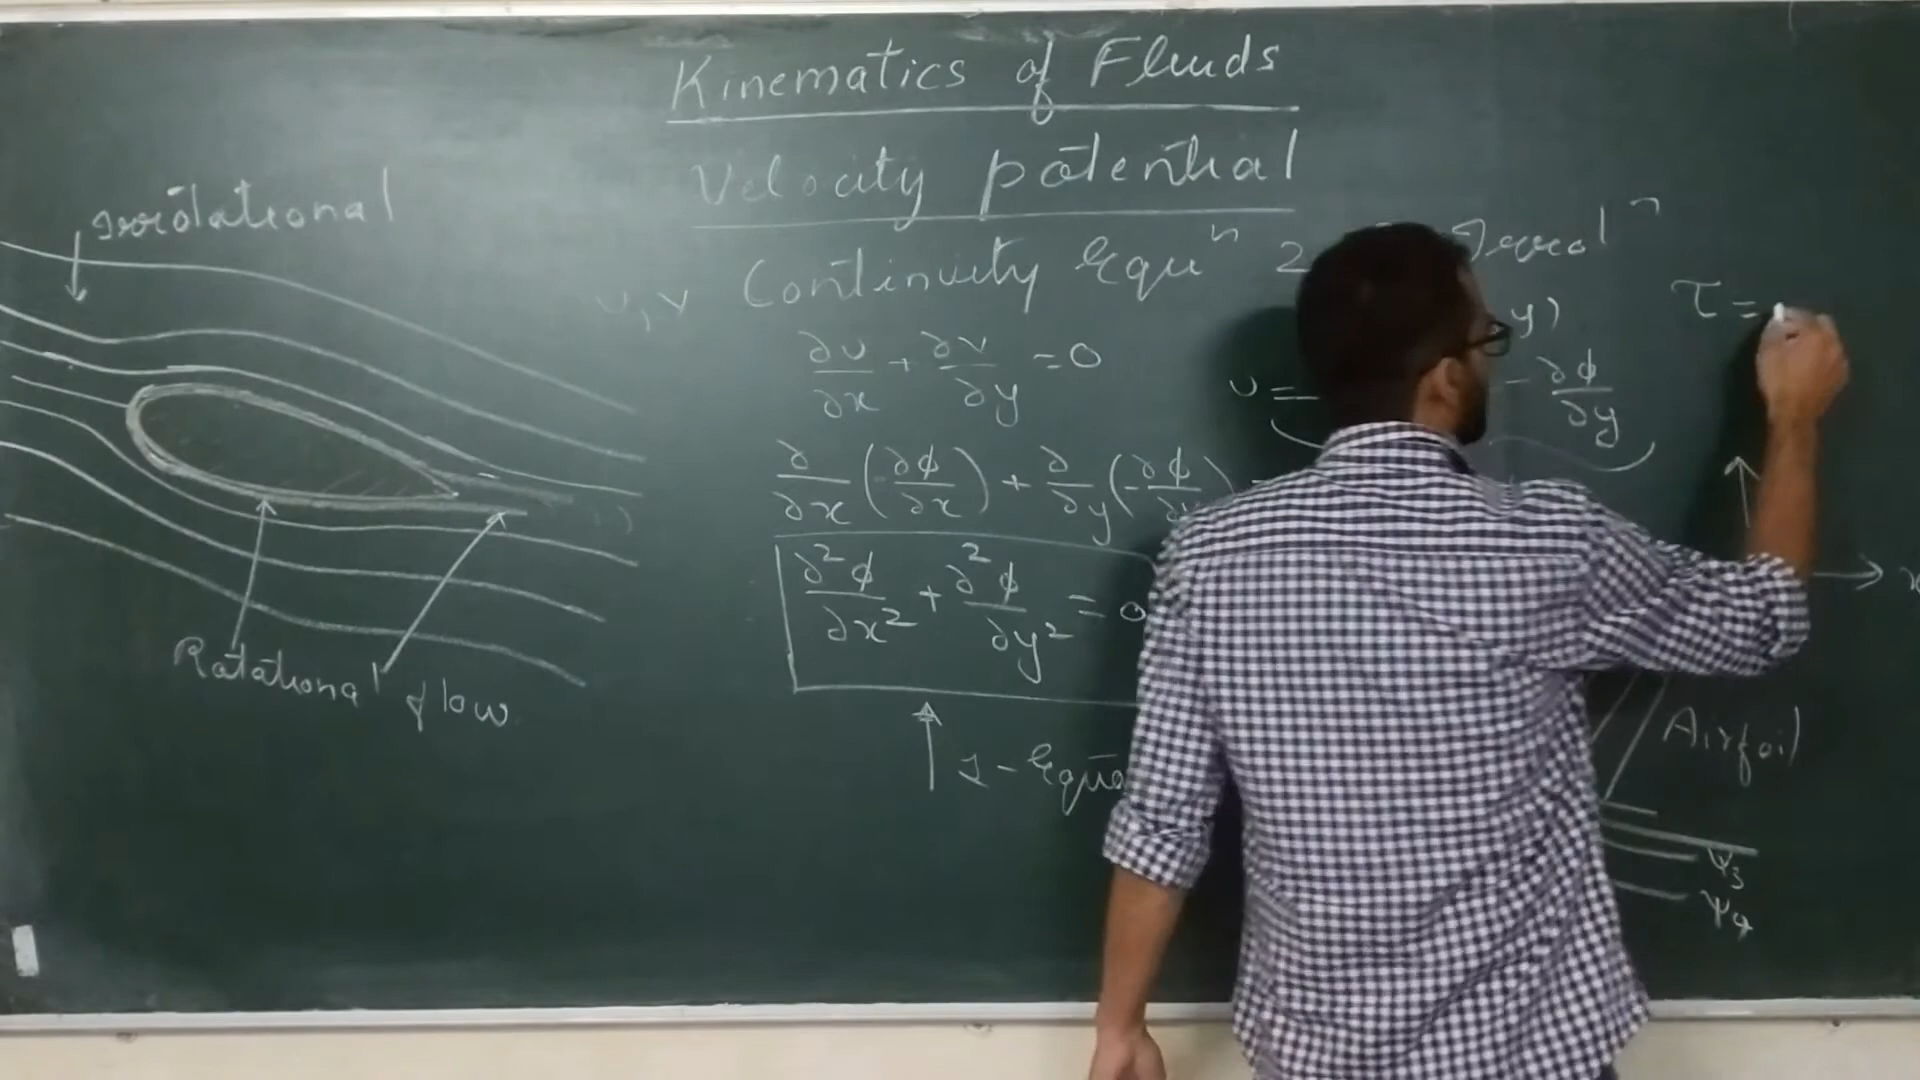 Kinematics of Fluids
Velocity potential
Irrotational
Continuity Equⁿ 2
u, v
y)
τ =
∂u/∂x + ∂v/∂y = 0
u =
- ∂φ/∂y
∂/∂x (-∂φ/∂x) + ∂/∂y (-∂φ/∂y)
∂²φ/∂x² + ∂²φ/∂y² = 0
x
Rotational flow
Airfoil
1 - Equa
ψ3
ψ4